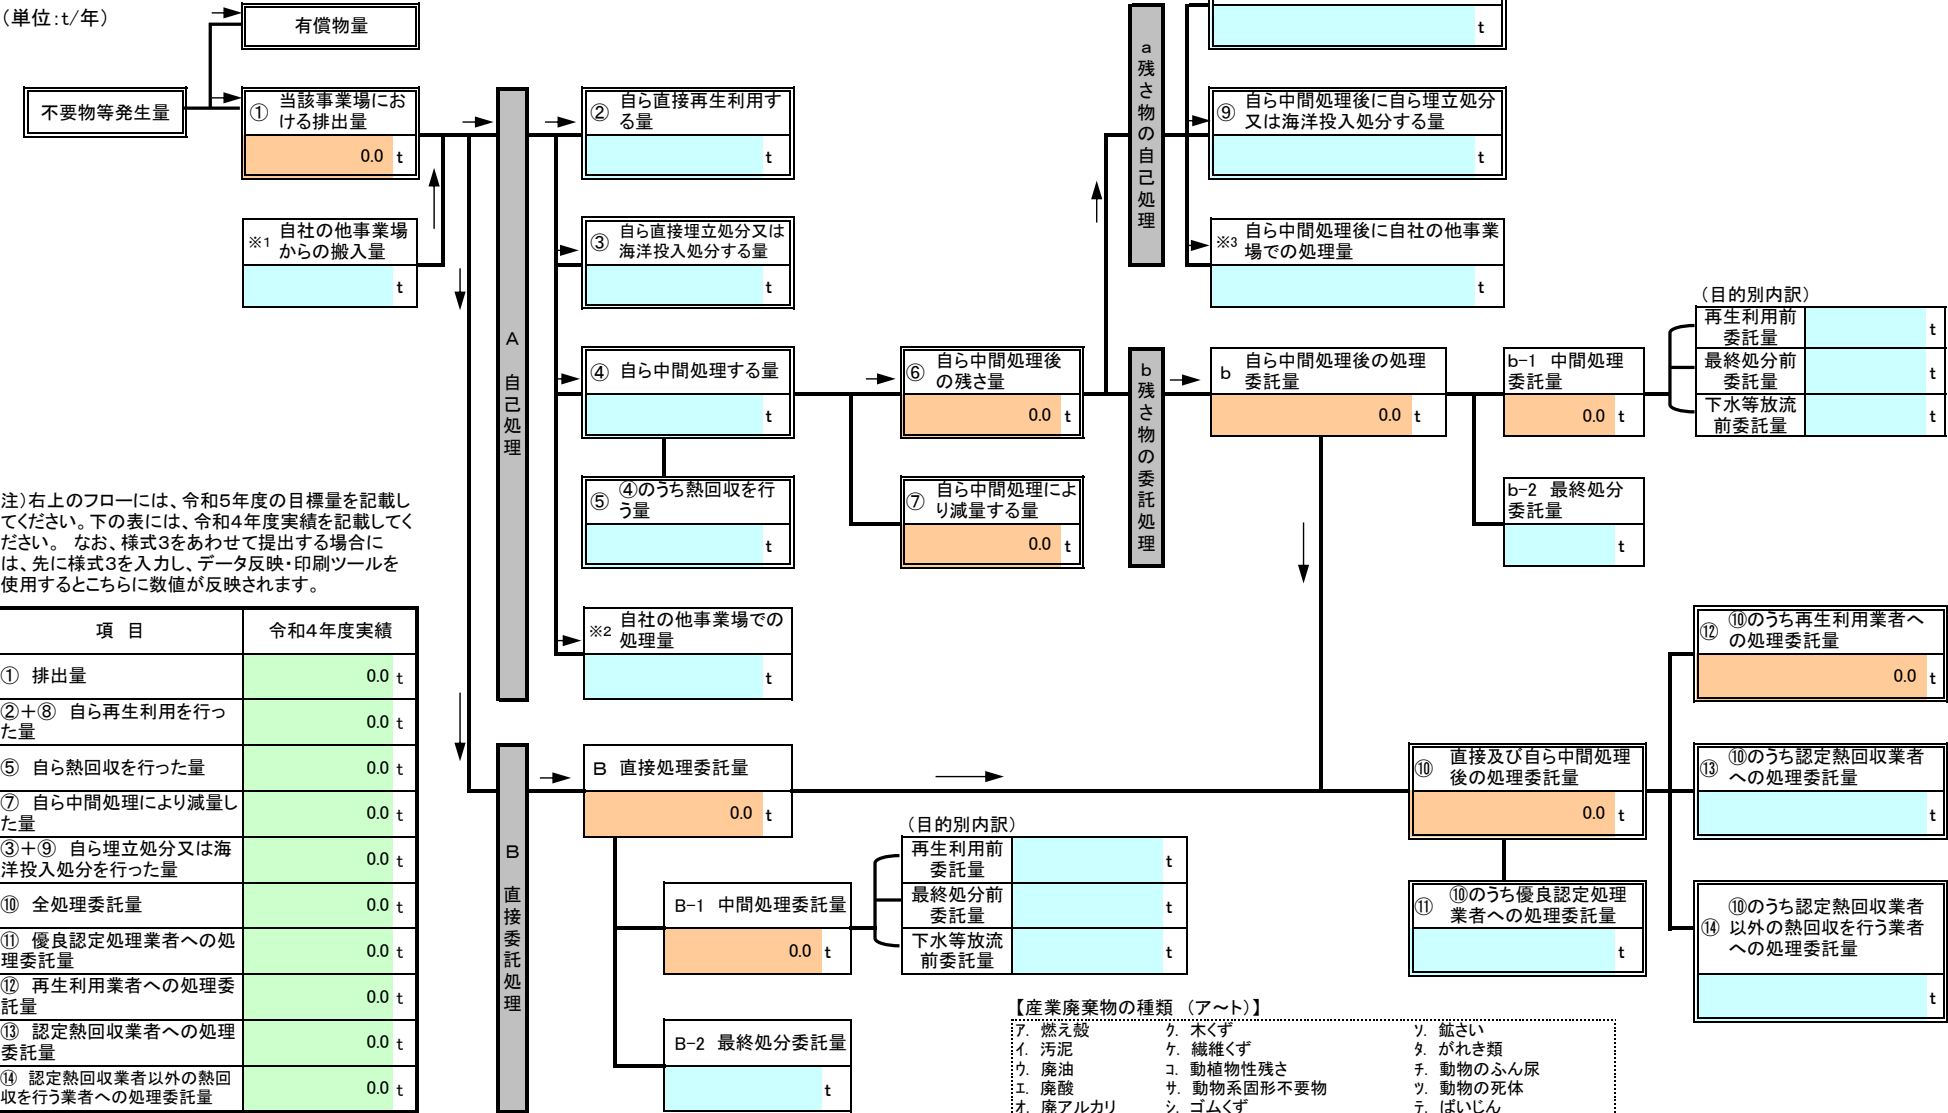 （単位：t/年）
有償物量
不要物等発生量
① 当該事業場にお
ける排出量
0.0 t
※1 自社の他事業場
からの搬入量
t
A 自己処理
② 自ら直接再生利用す
る量
t
③ 自ら直接埋立処分又は
海洋投入処分する量
t
④ 自ら中間処理する量
t
⑤ ④のうち熱回収を行
う量
t
※2 自社の他事業場での
処理量
t
⑥ 自ら中間処理後
の残さ量
0.0 t
⑦ 自ら中間処理によ
り減量する量
0.0 t
a 残さ物の自己処理
t
⑨ 自ら中間処理後に自ら埋立処分
又は海洋投入処分する量
t
※3 自ら中間処理後に自社の他事業
場での処理量
t
b 残さ物の委託処理
b 自ら中間処理後の処理
委託量
0.0 t
b-1 中間処理
委託量
0.0 t
（目的別内訳）
再生利用前
委託量
t
最終処分前
委託量
t
下水等放流
前委託量
t
b-2 最終処分
委託量
t
注）右上のフローには、令和5年度の目標量を記載し
てください。下の表には、令和4年度実績を記載してく
ださい。 なお、様式3をあわせて提出する場合に
は、先に様式3を入力し、データ反映・印刷ツールを
使用するとこちらに数値が反映されます。
項 目 令和4年度実績
① 排出量 0.0 t
②＋⑧ 自ら再生利用を行っ
た量 0.0 t
⑤ 自ら熱回収を行った量 0.0 t
⑦ 自ら中間処理により減量し
た量 0.0 t
③＋⑨ 自ら埋立処分又は海
洋投入処分を行った量 0.0 t
⑩ 全処理委託量 0.0 t
⑪ 優良認定処理業者への処
理委託量 0.0 t
⑫ 再生利用業者への処理委
託量 0.0 t
⑬ 認定熱回収業者への処理
委託量 0.0 t
⑭ 認定熱回収業者以外の熱回
収を行う業者への処理委託量 0.0 t
B 直接委託処理
B 直接処理委託量
0.0 t
B-1 中間処理委託量
0.0 t
（目的別内訳）
再生利用前
委託量
t
最終処分前
委託量
t
下水等放流
前委託量
t
B-2 最終処分委託量
t
⑩ 直接及び自ら中間処理
後の処理委託量
0.0 t
⑪ ⑩のうち優良認定処理
業者への処理委託量
t
⑫ ⑩のうち再生利用業者へ
の処理委託量
0.0 t
⑬ ⑩のうち認定熱回収業者
への処理委託量
t
⑭ ⑩のうち認定熱回収業者
以外の熱回収を行う業者
への処理委託量
t
【産業廃棄物の種類 （ア～ト）】
ア. 燃え殻 ク. 木くず ソ. 鉱さい
イ. 汚泥 ケ. 繊維くず タ. がれき類
ウ. 廃油 コ. 動植物性残さ チ. 動物のふん尿
エ. 廃酸 サ. 動物系固形不要物 ツ. 動物の死体
オ. 廃アルカリ シ. ゴムくず テ. ばいじん